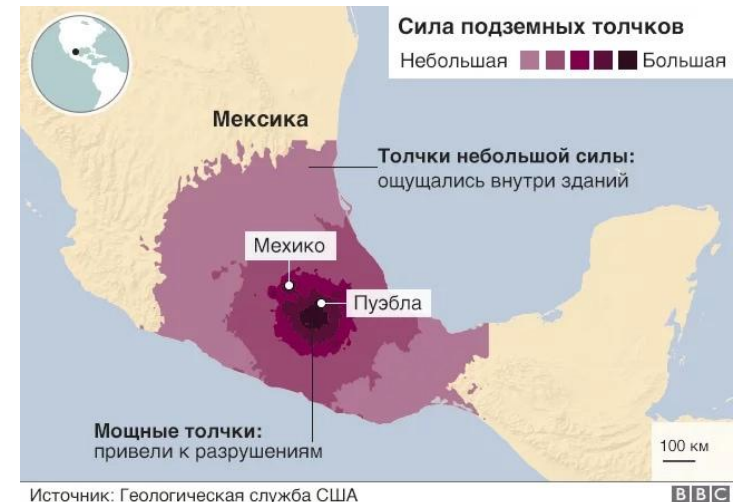 Сила подземных толчков
Небольшая Большая
Мексика
Толчки небольшой силы:
ощущались внутри зданий
Мехико
Пуэбла
Мощные толчки:
привели к разрушениям
100 км
Источник: Геологическая служба США
BBC